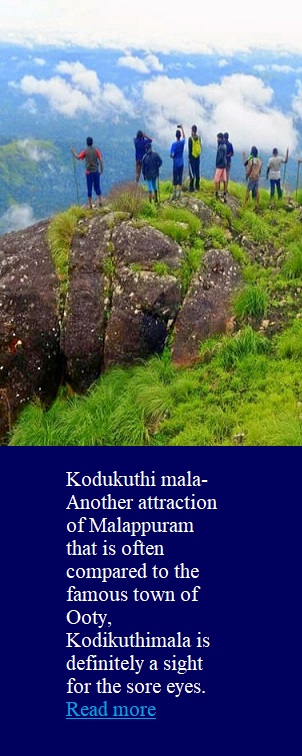 Kodukuthi mala-
Another attraction
of Malappuram
that is often
compared to the
famous town of
Ooty,
Kodikuthimala is
definitely a sight
for the sore eyes.
Read more